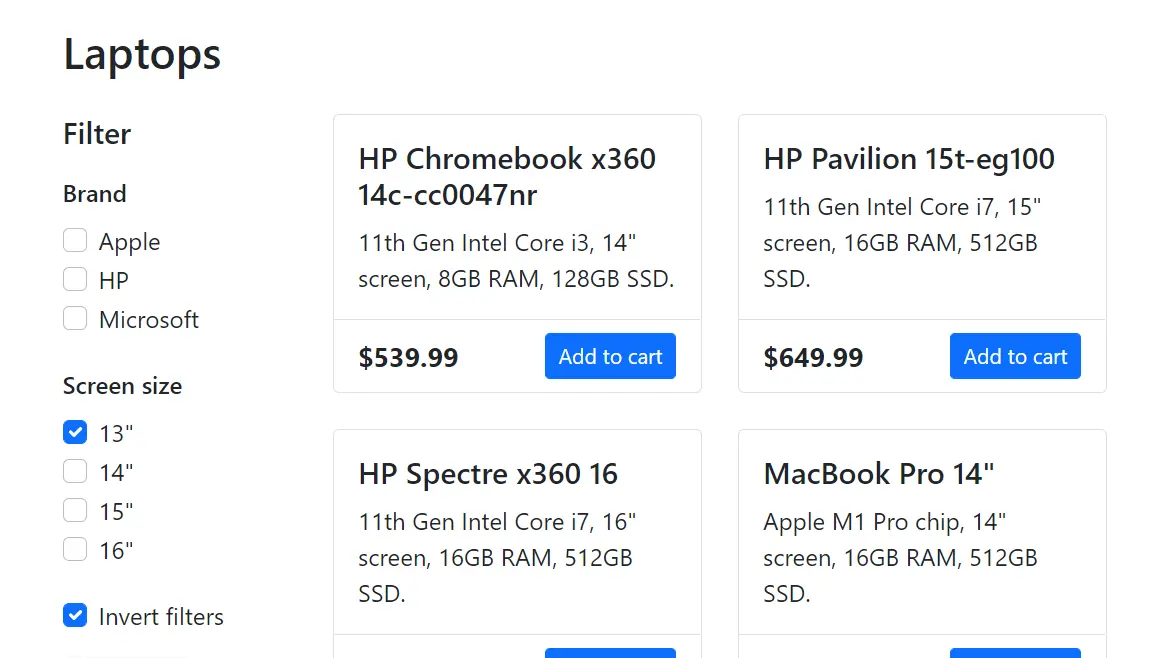 Laptops
Filter
Brand
Apple
HP
Microsoft
Screen size
13"
14"
15"
16"
Invert filters
HP Chromebook x360
14c-cc0047nr
11th Gen Intel Core i3, 14"
screen, 8GB RAM, 128GB SSD.
$539.99
Add to cart
HP Pavilion 15t-eg100
11th Gen Intel Core i7, 15"
screen, 16GB RAM, 512GB
SSD.
$649.99
Add to cart
HP Spectre x360 16
11th Gen Intel Core i7, 16"
screen, 16GB RAM, 512GB
SSD.
MacBook Pro 14"
Apple M1 Pro chip, 14"
screen, 16GB RAM, 512GB
SSD.